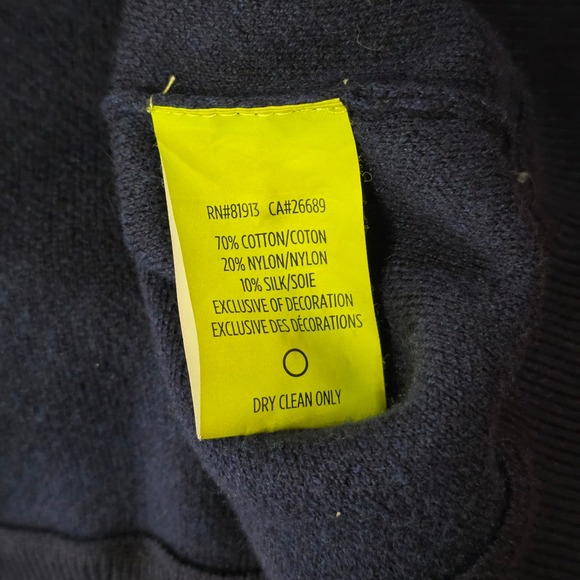 RN#81913 CA#26689
70% COTTON/COTON
20% NYLON/NYLON
10% SILK/SOIE
EXCLUSIVE OF DECORATION
EXCLUSIVE DES DÉCORATIONS
DRY CLEAN ONLY